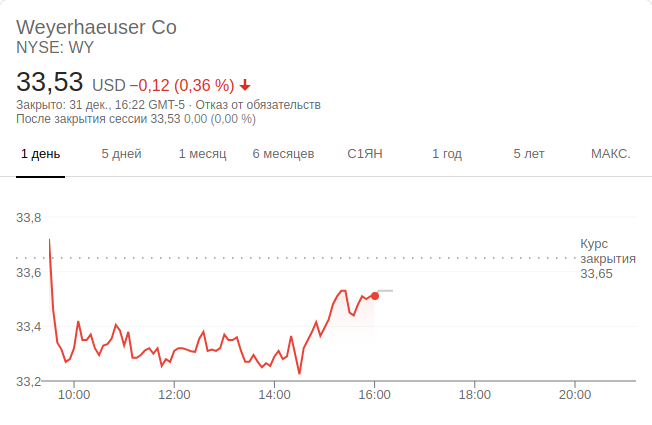 Weyerhaeuser Co
NYSE: WY
33,53 USD −0,12 (0,36 %)
Закрыто: 31 дек., 16:22 GMT-5 · Отказ от обязательств
После закрытия сессии 33,53 0,00 (0,00 %)
1 день 5 дней 1 месяц 6 месяцев С1ЯН 1 год 5 лет МАКС.
33,8
Курс
закрытия
33,65
33,6
33,4
33,2
10:00 12:00 14:00 16:00 18:00 20:00